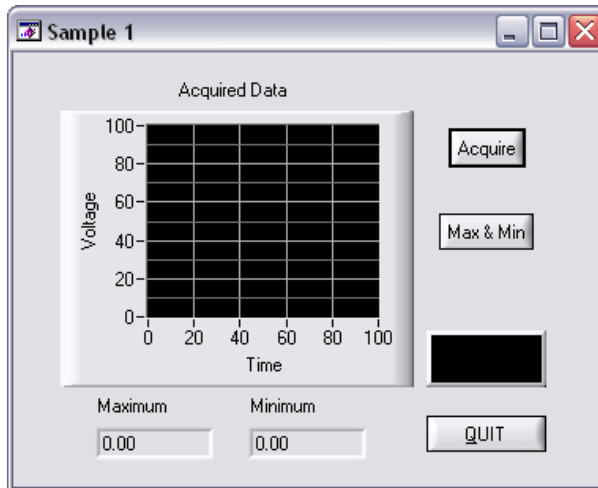 Sample 1
Acquired Data
100
80
60
40
20
0
Voltage
0 20 40 60 80 100
Time
Acquire
Max & Min
Maximum
0.00
Minimum
0.00
QUIT